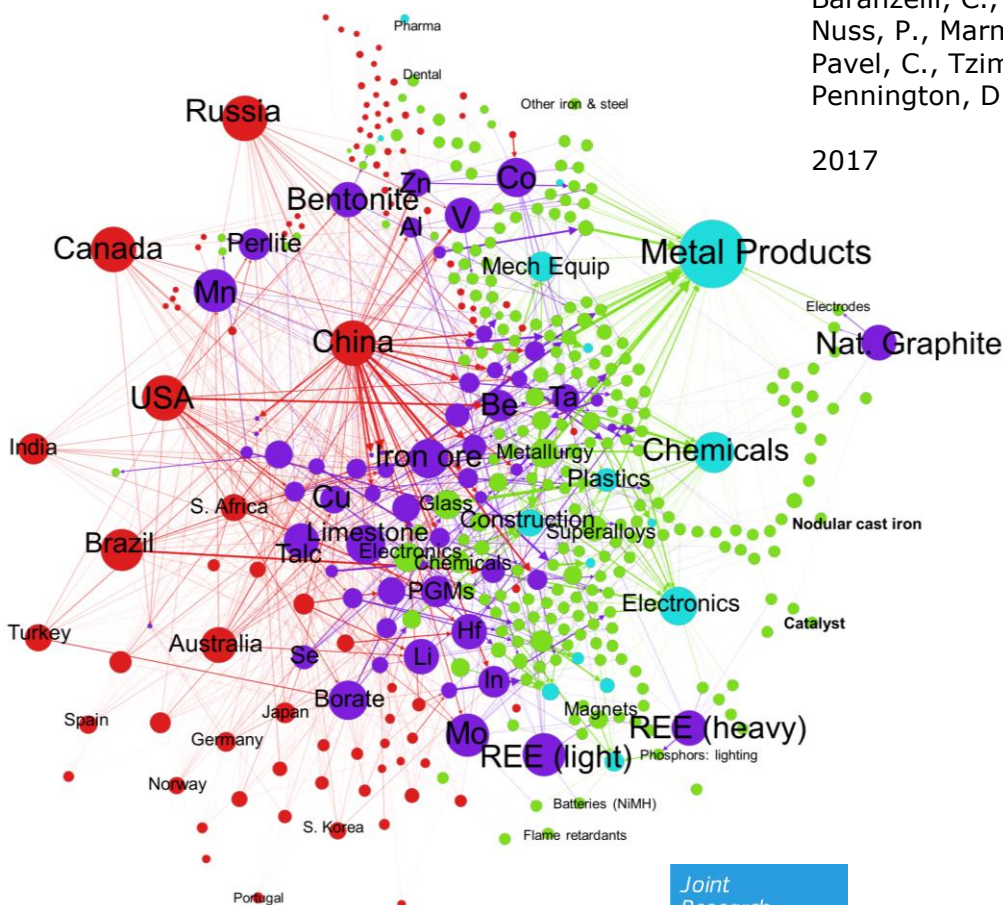 Baranzelli, C.,
Nuss, P., Marm
Pavel, C., Tzim
Pennington, D
2017
Pharma
Dental
Other iron & steel
Russia
Zn
Co
Bentonite
V
Al
Canada
Perlite
Mech Equip
Metal Products
Mn
Electrodes
China
Nat. Graphite
USA
Be
Ta
India
Iron ore
Metallurgy
Chemicals
Plastics
Cu
S. Africa
Glass
Construction
Nodular cast iron
Brazil
Limestone
Superalloys
Talc
Electronics
Chemicals
PGMs
Electronics
Turkey
Catalyst
Australia
Hf
Se
Li
In
Borate
Spain
Japan
Magnets
Germany
Mo
REE (heavy)
REE (light)
Phosphors: lighting
Norway
Batteries (NiMH)
S. Korea
Flame retardants
Joint
Portugal